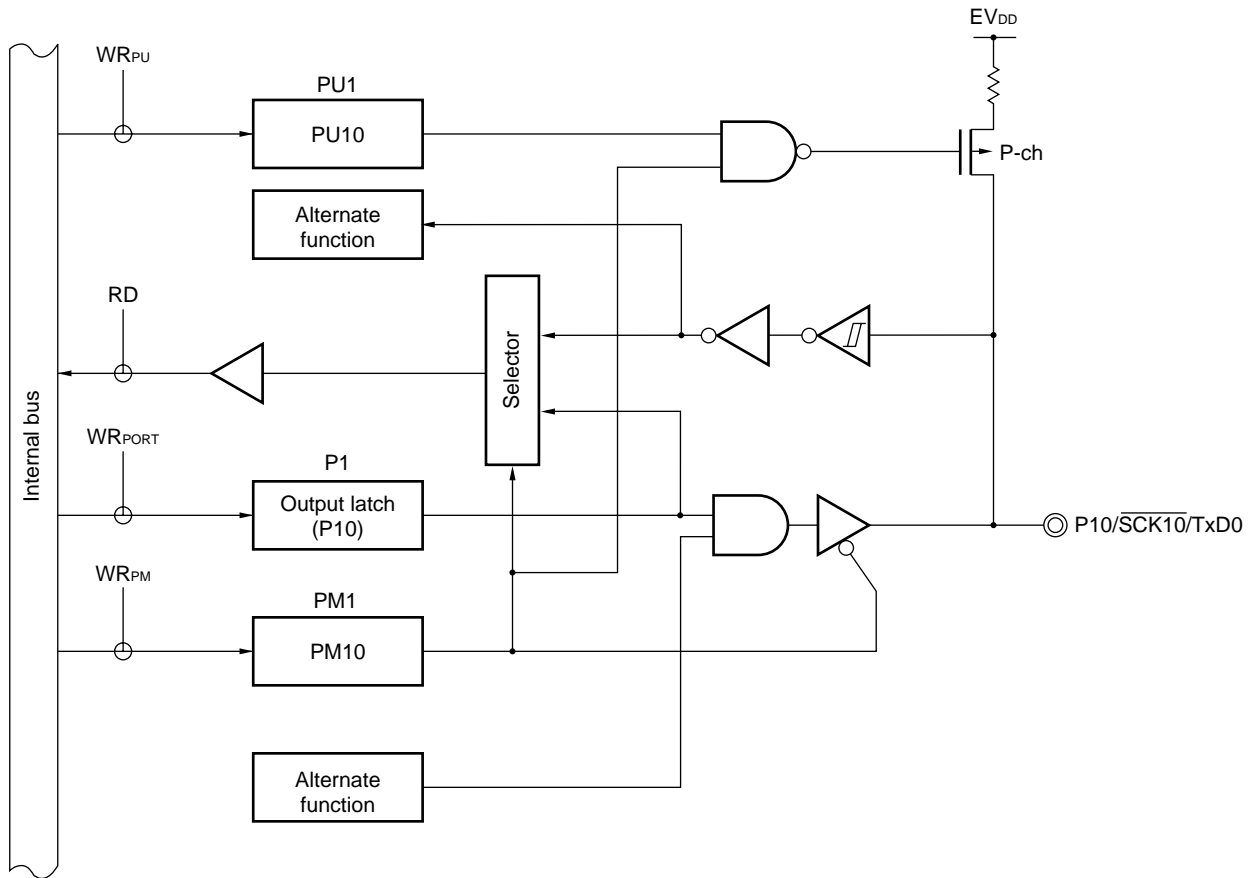 EVDD
WRPU
PU1
PU10
P-ch
Alternate
function
RD
Selector
Internal bus
WRPORT
P1
Output latch
(P10)
P10/SCK10/TxD0
WRPM
PM1
PM10
Alternate
function